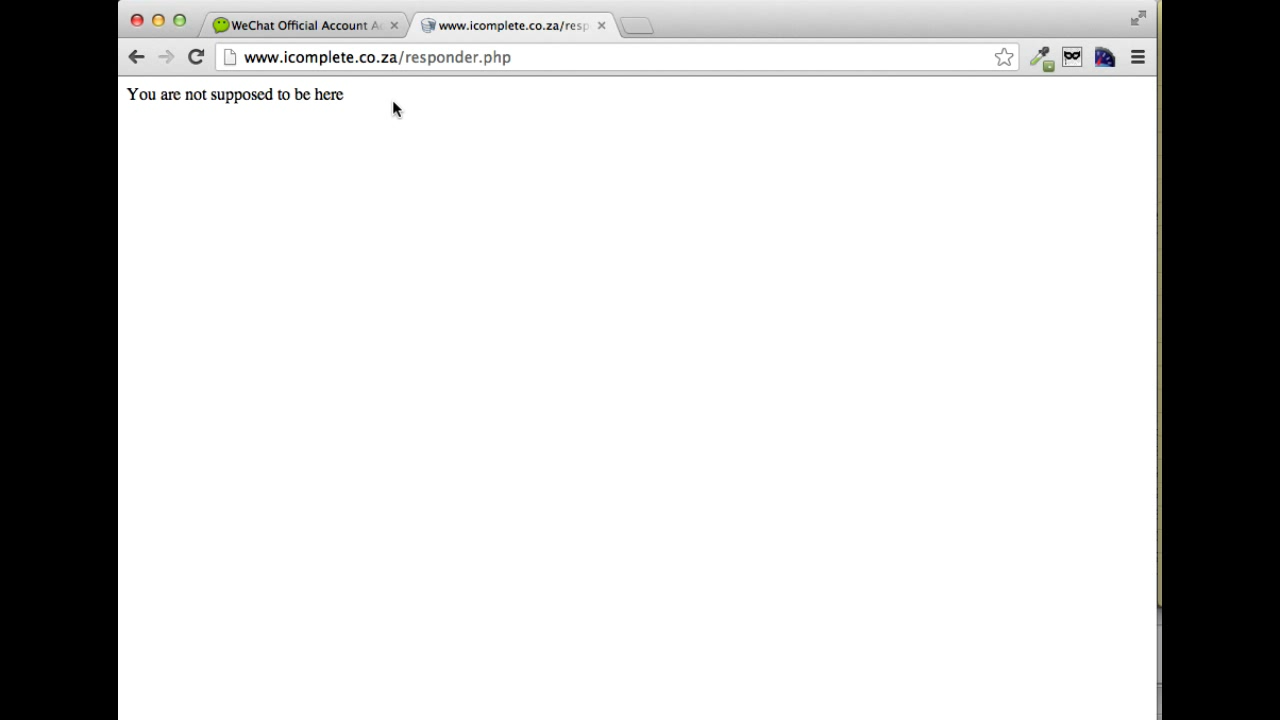 WeChat Official Account A
www.icomplete.co.za/resp
www.icomplete.co.za/responder.php
You are not supposed to be here